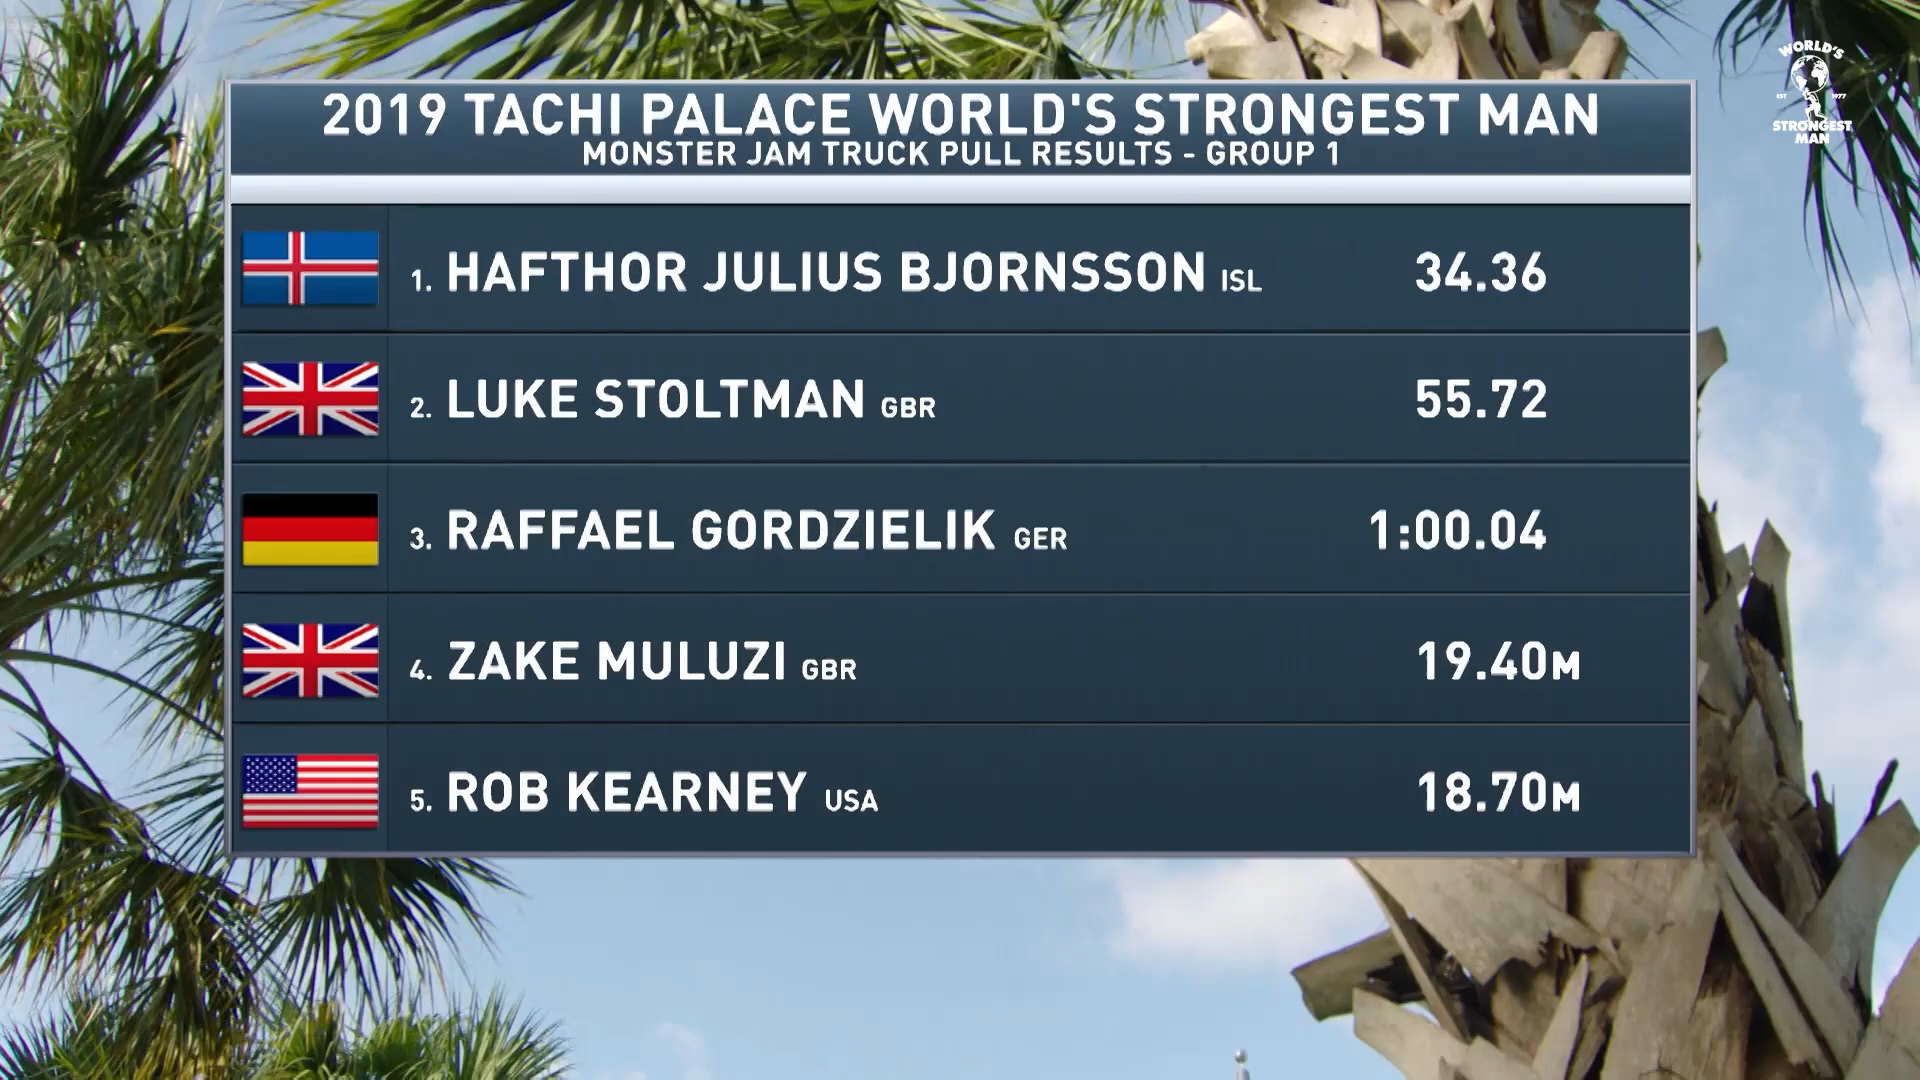 2019 TACHI PALACE WORLD'S STRONGEST MAN
MONSTER JAM TRUCK PULL RESULTS - GROUP 1
1. HAFTHOR JULIUS BJORNSSON ISL 34.36
2. LUKE STOLTMAN GBR 55.72
3. RAFFAEL GORDZIELIK GER 1:00.04
4. ZAKE MULUZI GBR 19.40M
5. ROB KEARNEY USA 18.70M
WORLD'S
EST 1977
STRONGEST
MAN